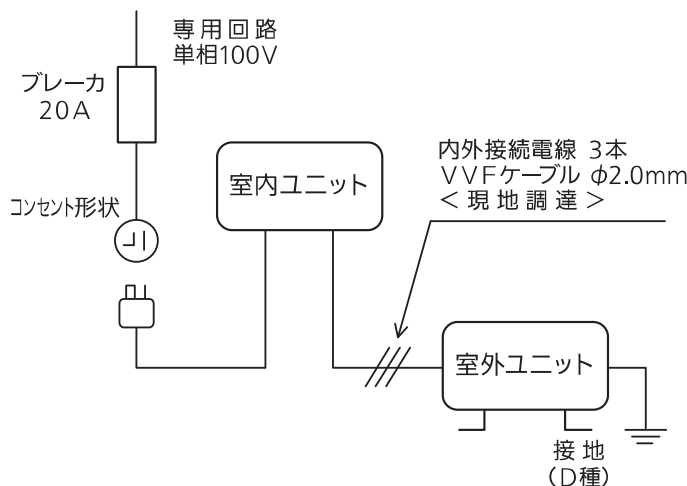 専用回路
単相100V
ブレーカ
20A
コンセント形状
室内ユニット
内外接続電線 3本
VVFケーブル φ2.0mm
<現地調達>
室外ユニット
接地
(D種)